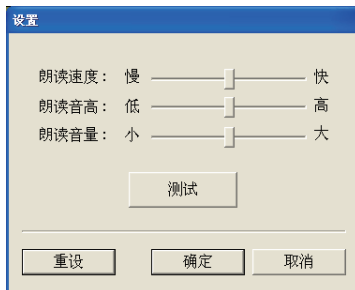 设置
朗读速度： 慢 快
朗读音高： 低 高
朗读音量： 小 大
测试
重设 确定 取消